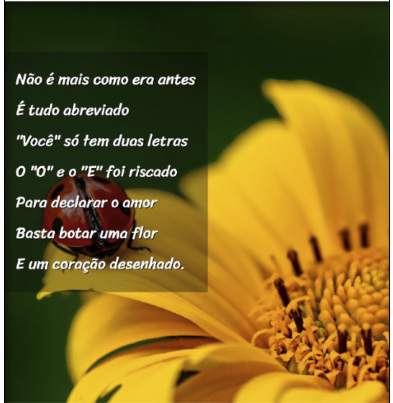 Não é mais como era antes
É tudo abreviado
"Você" só tem duas letras
O "O" e o "E" foi riscado
Para declarar o amor
Basta botar uma flor
E um coração desenhado.